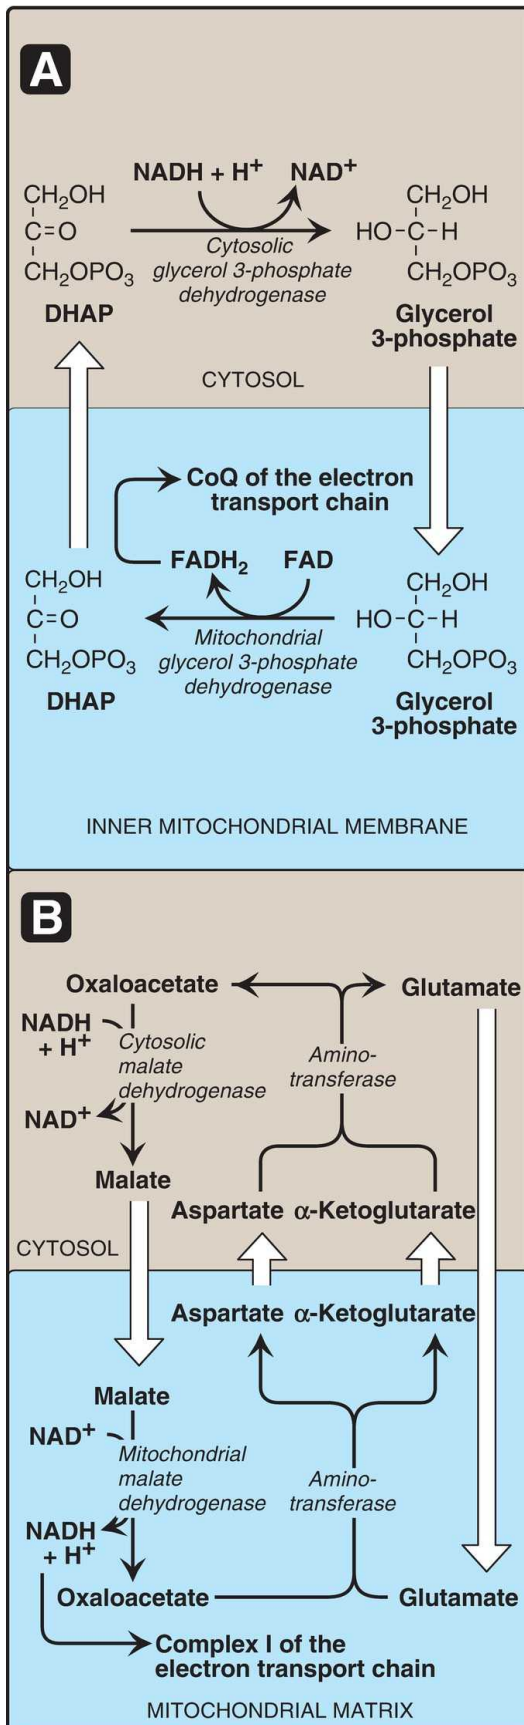 A
NADH + H+ NAD+
CH2OH CH2OH
C=O HO-C-H
CH2OPO3 CH2OPO3
Cytosolic
glycerol 3-phosphate
dehydrogenase
DHAP Glycerol
3-phosphate
CYTOSOL
CoQ of the electron
transport chain
FADH2 FAD
CH2OH CH2OH
C=O HO-C-H
CH2OPO3 CH2OPO3
Mitochondrial
glycerol 3-phosphate
dehydrogenase
DHAP Glycerol
3-phosphate
INNER MITOCHONDRIAL MEMBRANE
B
Oxaloacetate Glutamate
NADH
+ H+
Cytosolic
malate
dehydrogenase
Amino-
transferase
NAD+
Malate
Aspartate α-Ketoglutarate
CYTOSOL
Aspartate α-Ketoglutarate
Malate
NAD+
Mitochondrial
malate
dehydrogenase
Amino-
transferase
NADH
+ H+
Oxaloacetate Glutamate
Complex I of the
electron transport chain
MITOCHONDRIAL MATRIX